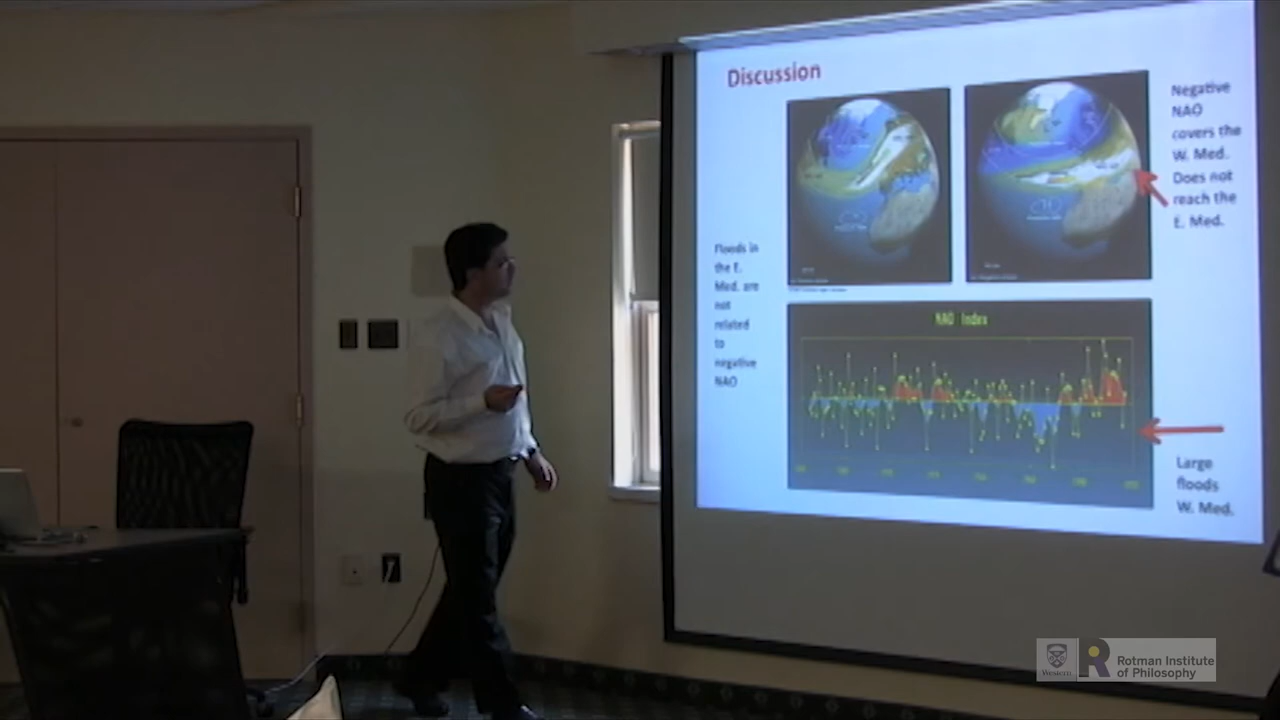 Discussion
Negative
NAO
covers the
W. Med.
Does not
reach the
E. Med.
Floods in
the E.
Med. are
not
related
to
negative
NAO
NAO Index
Large
floods
W. Med.
Western
Rotman Institute
of Philosophy